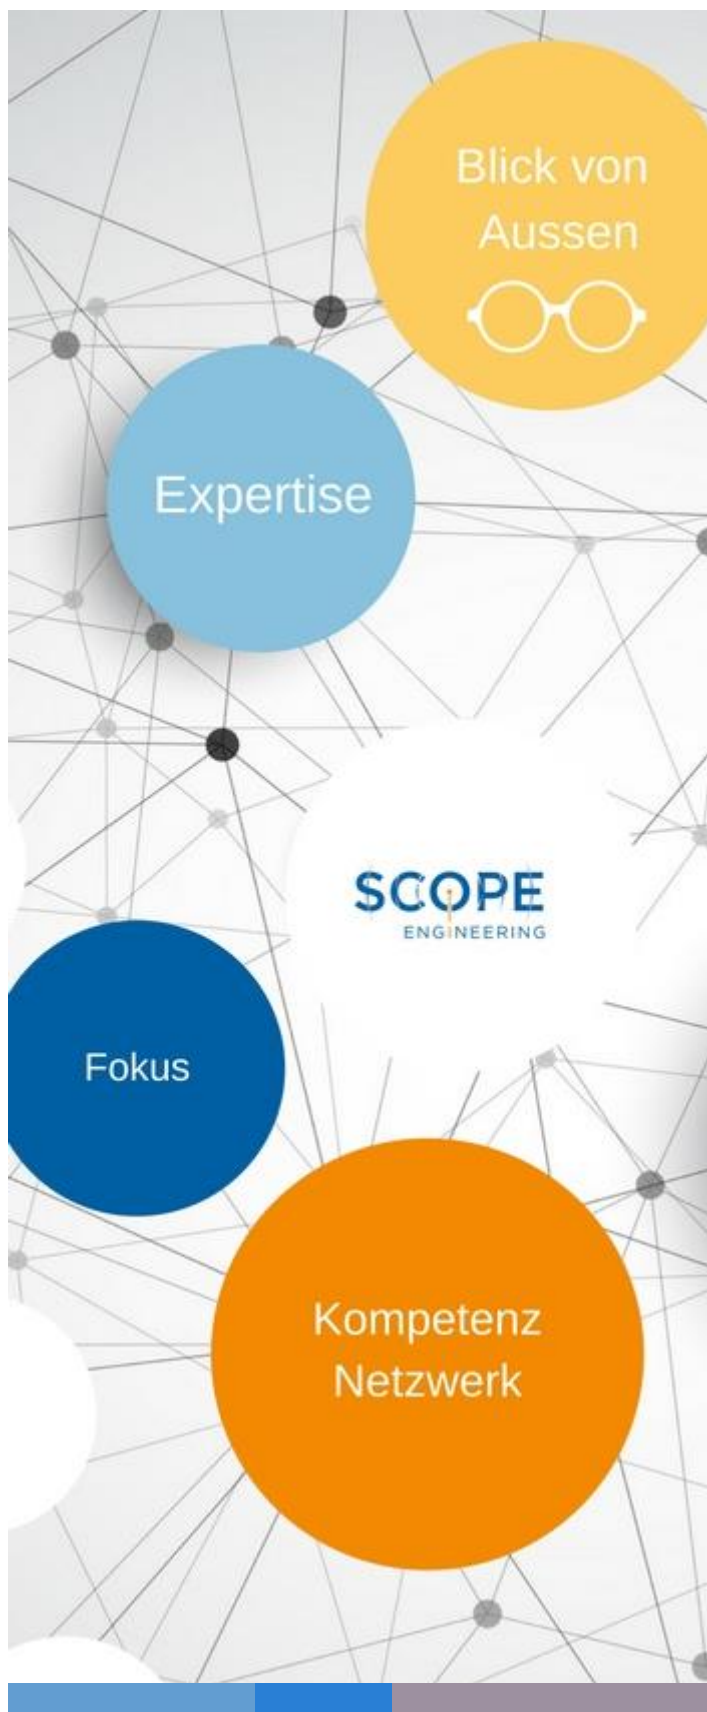 Blick von
Aussen
Expertise
SCOPE
ENGINEERING
Fokus
Kompetenz
Netzwerk